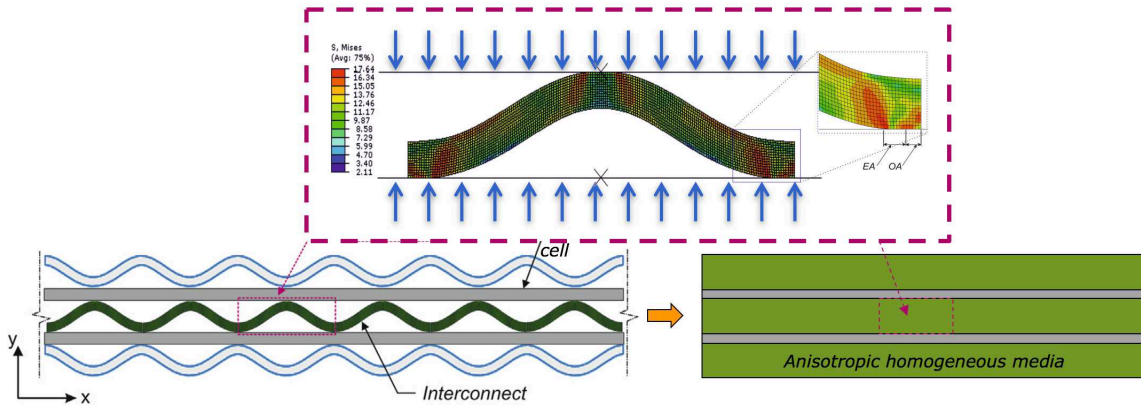 S, Mises
(Avg: 75%)
17.64
16.34
15.05
13.76
12.46
11.17
9.87
8.58
7.29
5.99
4.70
3.40
2.11
EA
OA
cell
Interconnect
y
x
Anisotropic homogeneous media